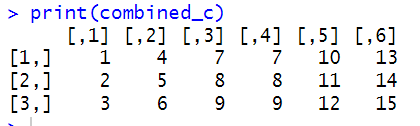 > print(combined_c)
     [,1] [,2] [,3] [,4] [,5] [,6]
[1,]    1    4    7    7   10   13
[2,]    2    5    8    8   11   14
[3,]    3    6    9    9   12   15
>